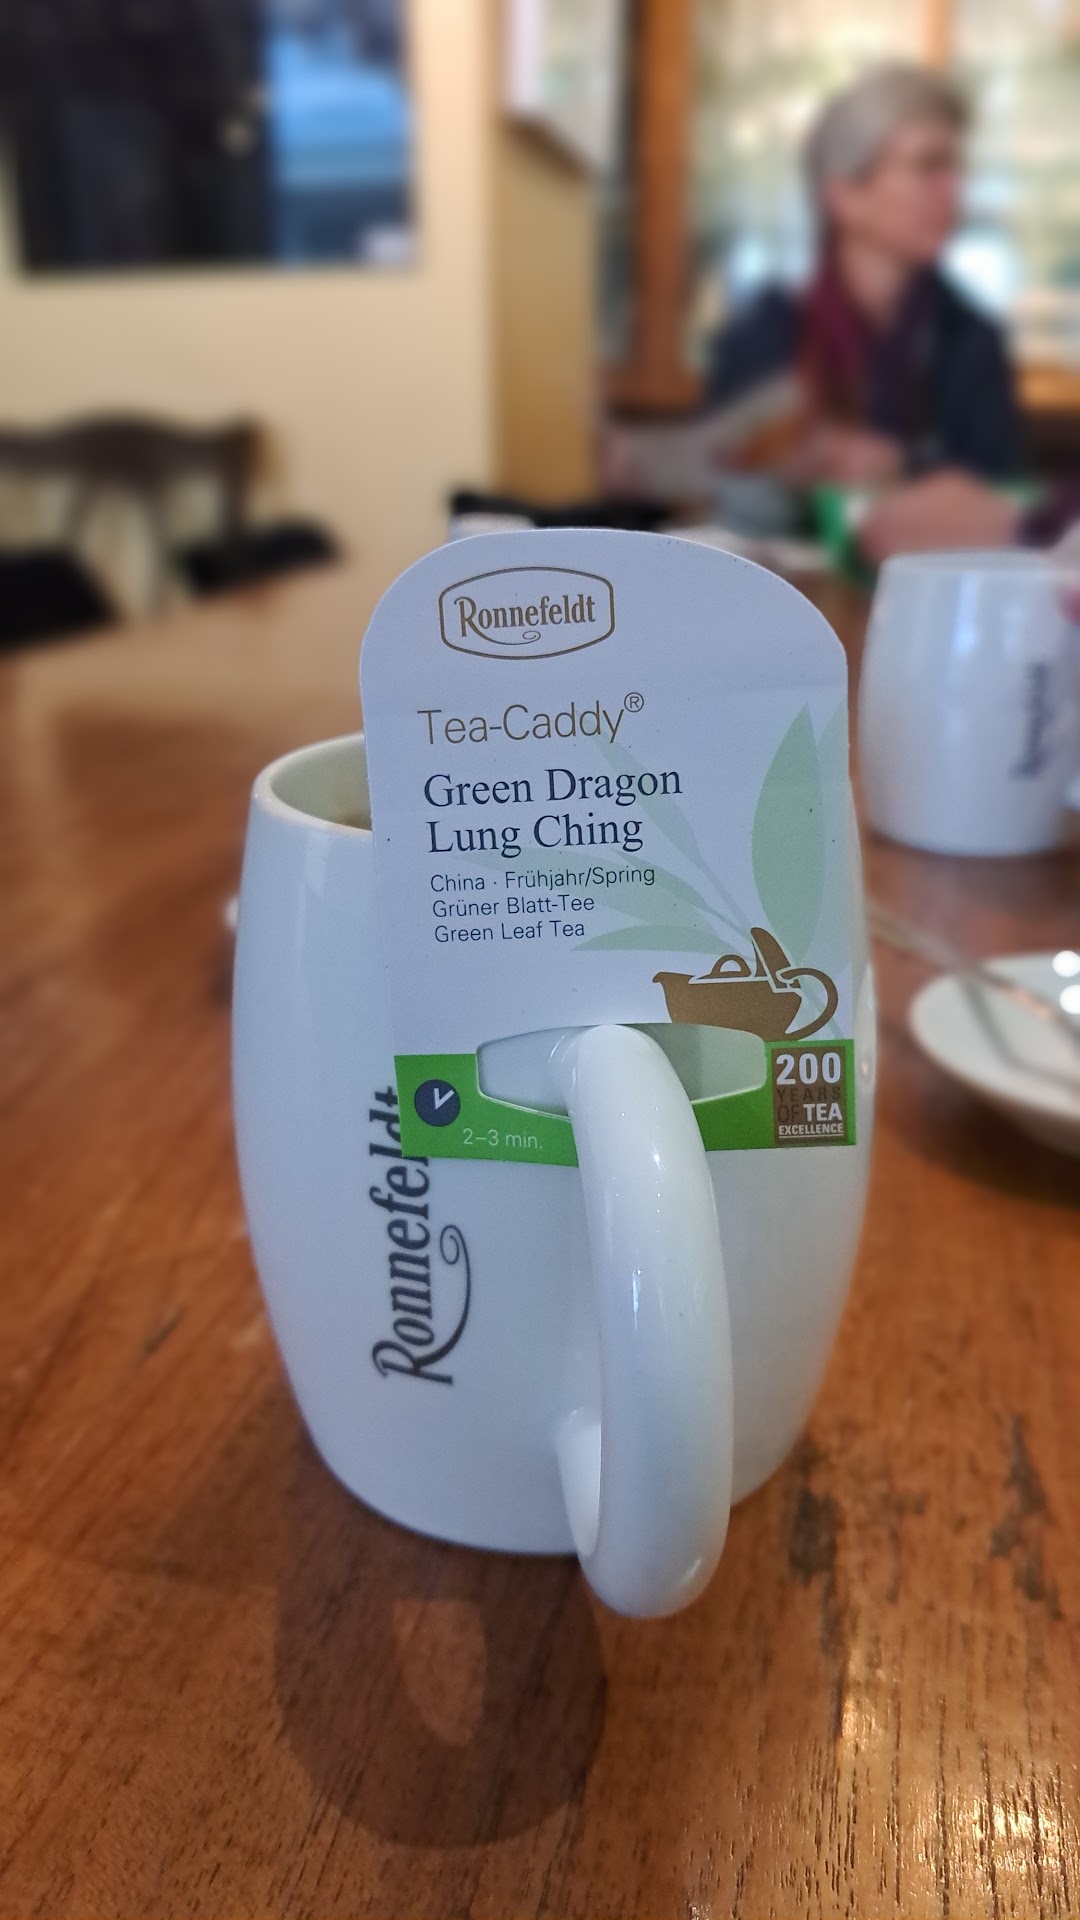 Ronnefeldt
Tea-Caddy®
Green Dragon
Lung Ching
China · Frühjahr/Spring
Grüner Blatt-Tee
Green Leaf Tea
2–3 min.
200
YEARS
OF TEA
EXCELLENCE
Ronnefeldt